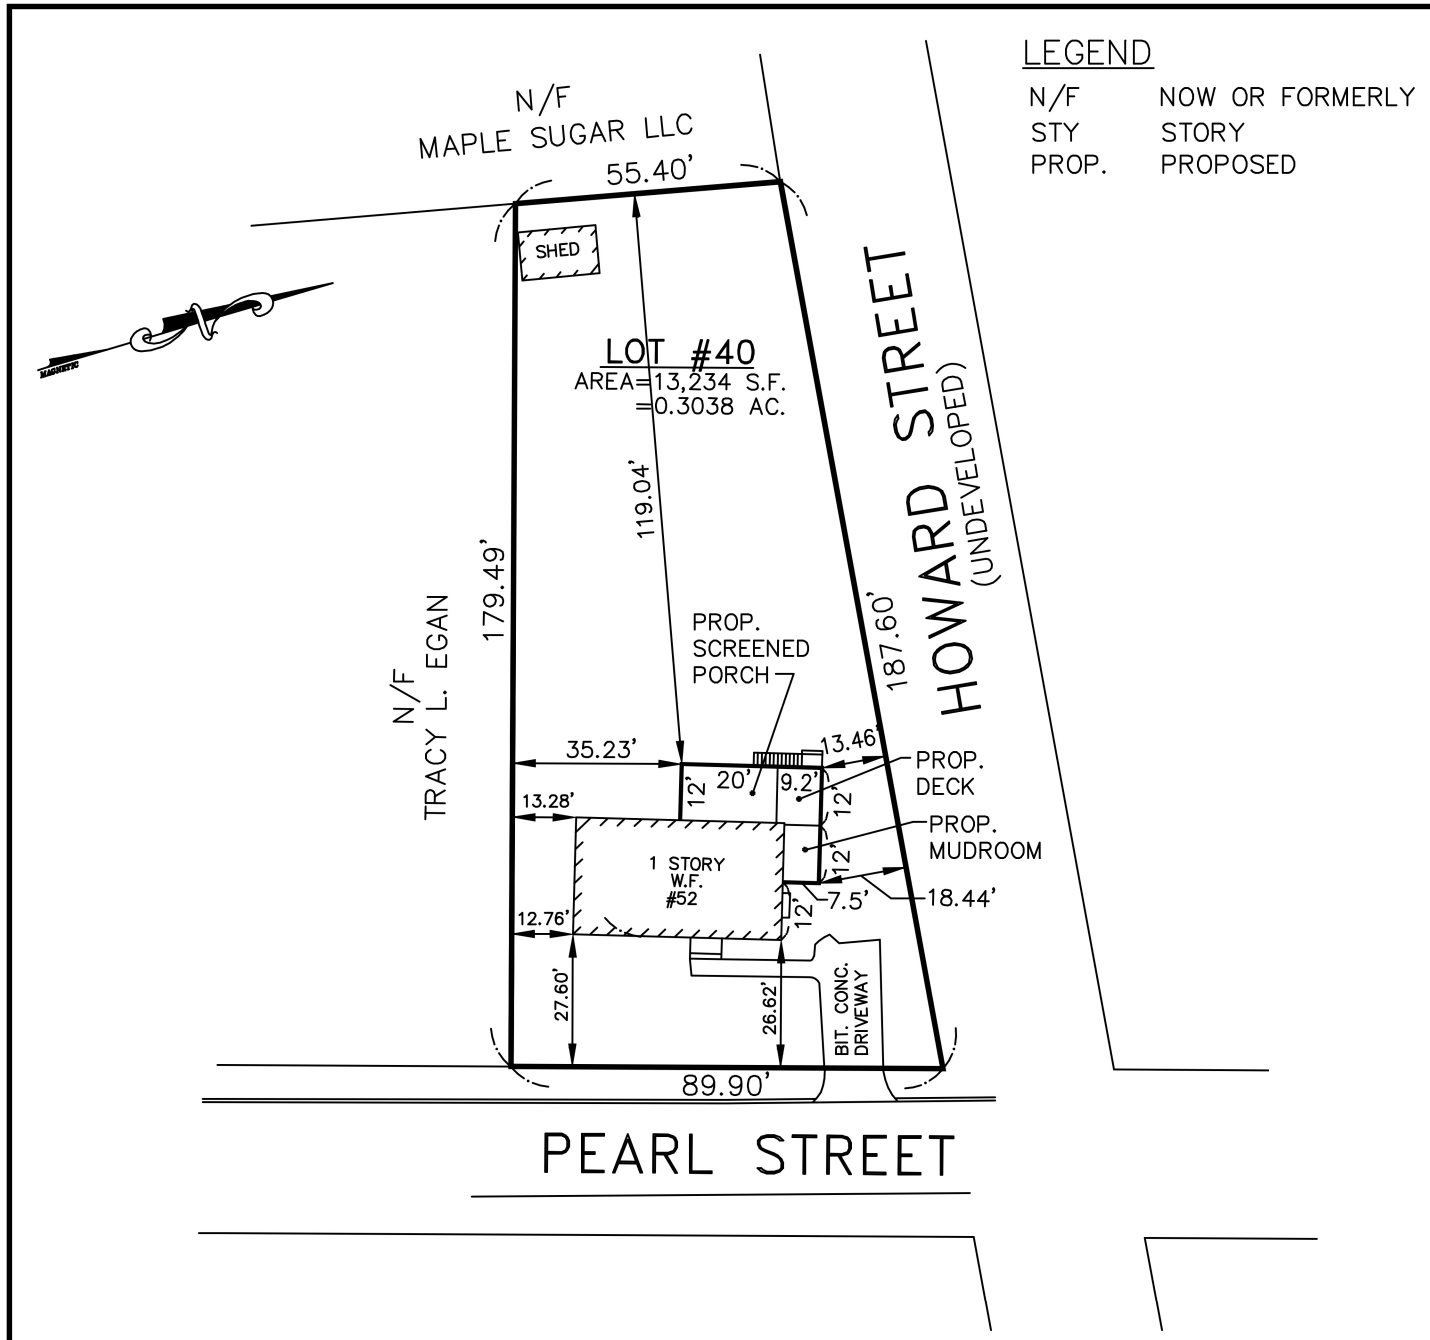 LEGEND
N/F NOW OR FORMERLY
STY STORY
PROP. PROPOSED
N/F
MAPLE SUGAR LLC
55.40'
SHED
MAGNETIC
LOT #40
AREA=13,234 S.F.
=0.3038 AC.
HOWARD STREET
(UNDEVELOPED)
119.04'
179.49'
187.60'
N/F
TRACY L. EGAN
PROP.
SCREENED
PORCH
35.23'
13.46'
PROP.
DECK
20'
9.2'
12'
12'
13.28'
PROP.
MUDROOM
12'
1 STORY
W.F.
#52
7.5'
18.44'
12'
12.76'
27.60'
26.62'
BIT. CONC.
DRIVEWAY
89.90'
PEARL STREET